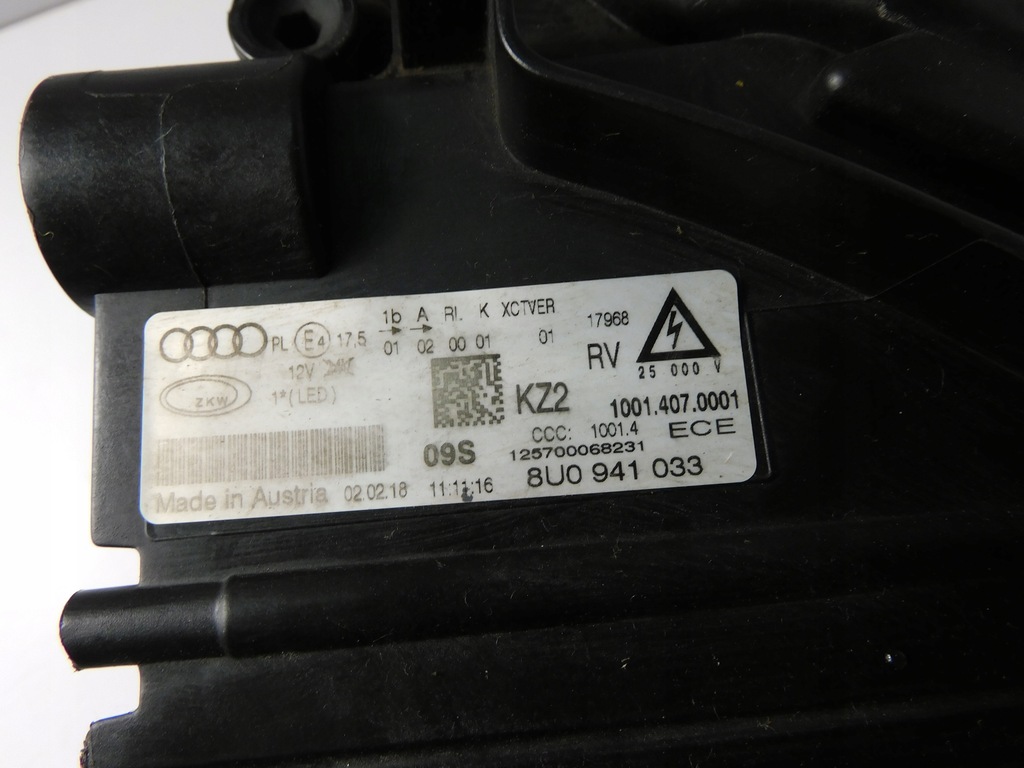 1b A RL K XCTVER
PL E4 17,5 01 02 00 01 01 17968
12V
ZKW 1*(LED) KZ2 RV 25 000 V
1001.407.0001
CCC: 1001.4 ECE
09S 125700068231
Made in Austria 02.02.18 11:11:16 8U0 941 033